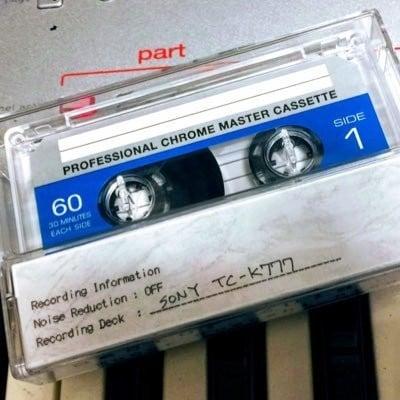 part
PROFESSIONAL CHROME MASTER CASSETTE
SIDE
1
60
30 MINUTES
EACH SIDE
Recording Information
Noise Reduction : OFF
Recording Deck : SONY TC-K777